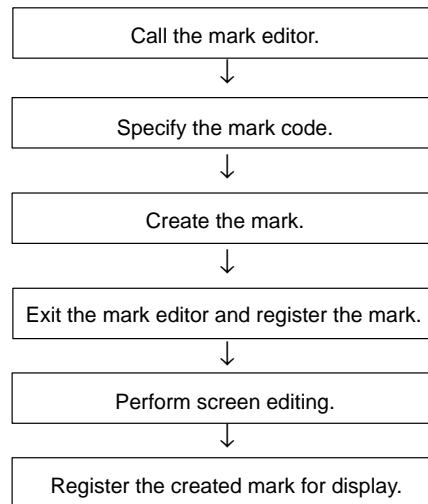 Call the mark editor.
Specify the mark code.
Create the mark.
Exit the mark editor and register the mark.
Perform screen editing.
Register the created mark for display.